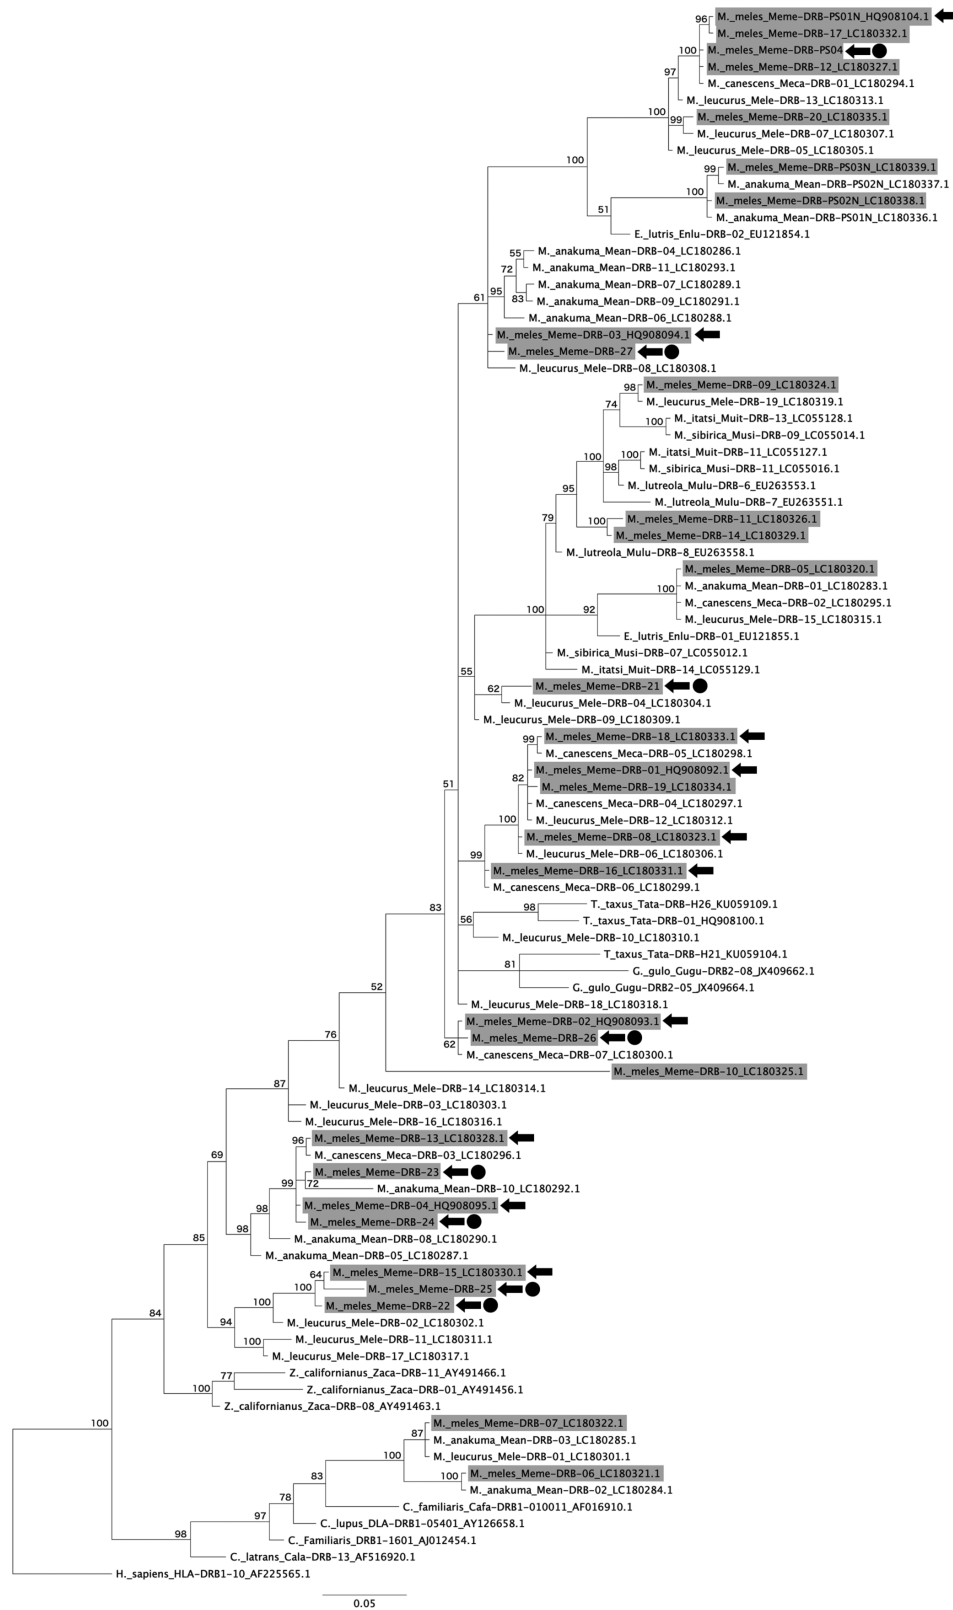 96 M._meles_Meme-DRB-PS01N_HQ908104.1
M._meles_Meme-DRB-17_LC180332.1
100 M._meles_Meme-DRB-PS04
M._meles_Meme-DRB-12_LC180327.1
97 M._canescens_Meca-DRB-01_LC180294.1
M._leucurus_Mele-DRB-13_LC180313.1
100 M._meles_Meme-DRB-20_LC180335.1
99 M._leucurus_Mele-DRB-07_LC180307.1
M._leucurus_Mele-DRB-05_LC180305.1
100 99 M._meles_Meme-DRB-PS03N_LC180339.1
M._anakuma_Mean-DRB-PS02N_LC180337.1
100 M._meles_Meme-DRB-PS02N_LC180338.1
51 M._anakuma_Mean-DRB-PS01N_LC180336.1
E._lutris_Enlu-DRB-02_EU121854.1
55 M._anakuma_Mean-DRB-04_LC180286.1
72 M._anakuma_Mean-DRB-11_LC180293.1
M._anakuma_Mean-DRB-07_LC180289.1
61 95 83 M._anakuma_Mean-DRB-09_LC180291.1
M._anakuma_Mean-DRB-06_LC180288.1
M._meles_Meme-DRB-03_HQ908094.1
M._meles_Meme-DRB-27
M._leucurus_Mele-DRB-08_LC180308.1
98 M._meles_Meme-DRB-09_LC180324.1
74 M._leucurus_Mele-DRB-19_LC180319.1
100 M._itatsi_Muit-DRB-13_LC055128.1
M._sibirica_Musi-DRB-09_LC055014.1
100 100 M._itatsi_Muit-DRB-11_LC055127.1
98 M._sibirica_Musi-DRB-11_LC055016.1
95 M._lutreola_Mulu-DRB-6_EU263553.1
M._lutreola_Mulu-DRB-7_EU263551.1
79 100 M._meles_Meme-DRB-11_LC180326.1
M._meles_Meme-DRB-14_LC180329.1
M._lutreola_Mulu-DRB-8_EU263558.1
M._meles_Meme-DRB-05_LC180320.1
100 M._anakuma_Mean-DRB-01_LC180283.1
M._canescens_Meca-DRB-02_LC180295.1
100 92 M._leucurus_Mele-DRB-15_LC180315.1
E._lutris_Enlu-DRB-01_EU121855.1
M._sibirica_Musi-DRB-07_LC055012.1
55 M._itatsi_Muit-DRB-14_LC055129.1
62 M._meles_Meme-DRB-21
M._leucurus_Mele-DRB-04_LC180304.1
M._leucurus_Mele-DRB-09_LC180309.1
99 M._meles_Meme-DRB-18_LC180333.1
M._canescens_Meca-DRB-05_LC180298.1
82 M._meles_Meme-DRB-01_HQ908092.1
51 M._meles_Meme-DRB-19_LC180334.1
M._canescens_Meca-DRB-04_LC180297.1
100 M._leucurus_Mele-DRB-12_LC180312.1
M._meles_Meme-DRB-08_LC180323.1
99 M._leucurus_Mele-DRB-06_LC180306.1
M._meles_Meme-DRB-16_LC180331.1
M._canescens_Meca-DRB-06_LC180299.1
83 98 T._taxus_Tata-DRB-H26_KU059109.1
56 T._taxus_Tata-DRB-01_HQ908100.1
M._leucurus_Mele-DRB-10_LC180310.1
T_taxus_Tata-DRB-H21_KU059104.1
81 G._gulo_Gugu-DRB2-08_JX409662.1
52 G._gulo_Gugu-DRB2-05_JX409664.1
M._leucurus_Mele-DRB-18_LC180318.1
M._meles_Meme-DRB-02_HQ908093.1
76 62 M._meles_Meme-DRB-26
M._canescens_Meca-DRB-07_LC180300.1
M._meles_Meme-DRB-10_LC180325.1
87 M._leucurus_Mele-DRB-14_LC180314.1
M._leucurus_Mele-DRB-03_LC180303.1
M._leucurus_Mele-DRB-16_LC180316.1
96 M._meles_Meme-DRB-13_LC180328.1
69 M._canescens_Meca-DRB-03_LC180296.1
M._meles_Meme-DRB-23
99 72 M._anakuma_Mean-DRB-10_LC180292.1
98 M._meles_Meme-DRB-04_HQ908095.1
M._meles_Meme-DRB-24
85 98 M._anakuma_Mean-DRB-08_LC180290.1
M._anakuma_Mean-DRB-05_LC180287.1
64 M._meles_Meme-DRB-15_LC180330.1
100 M._meles_Meme-DRB-25
84 100 M._meles_Meme-DRB-22
94 M._leucurus_Mele-DRB-02_LC180302.1
100 M._leucurus_Mele-DRB-11_LC180311.1
M._leucurus_Mele-DRB-17_LC180317.1
77 Z._californianus_Zaca-DRB-11_AY491466.1
100 Z._californianus_Zaca-DRB-01_AY491456.1
Z._californianus_Zaca-DRB-08_AY491463.1
100 M._meles_Meme-DRB-07_LC180322.1
87 M._anakuma_Mean-DRB-03_LC180285.1
100 M._leucurus_Mele-DRB-01_LC180301.1
83 100 M._meles_Meme-DRB-06_LC180321.1
M._anakuma_Mean-DRB-02_LC180284.1
78 C._familiaris_Cafa-DRB1-010011_AF016910.1
97 C._lupus_DLA-DRB1-05401_AY126658.1
98 C._Familiaris_DRB1-1601_AJ012454.1
C._latrans_Cala-DRB-13_AF516920.1
H._sapiens_HLA-DRB1-10_AF225565.1
0.05